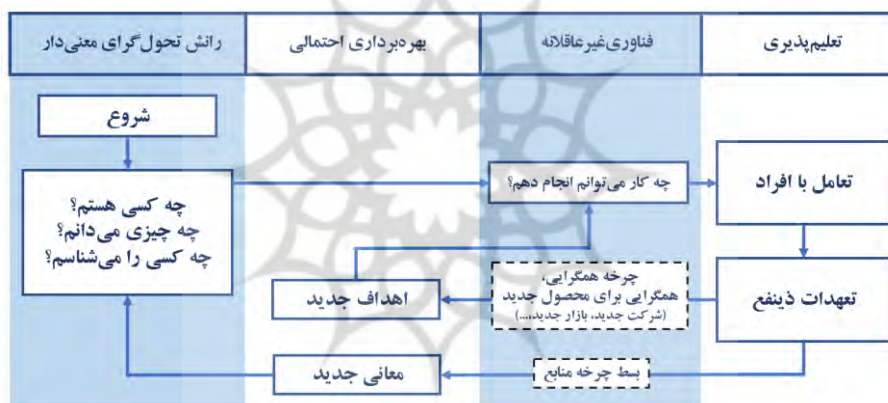 رانش تحول‌گرای معنی‌دار
بهره‌برداری احتمالی
فناوری‌غیرعاقلانه
تعلیم‌پذیری
شروع
چه کسی هستم؟
چه چیزی می‌دانم؟
چه کسی را می‌شناسم؟
چه کار می‌توانم انجام دهم؟
تعامل با افراد
تعهدات ذینفع
چرخه همگرایی،
همگرایی برای محصول جدید
(شرکت جدید، بازار جدید،...)
اهداف جدید
بسط چرخه منابع
معانی جدید